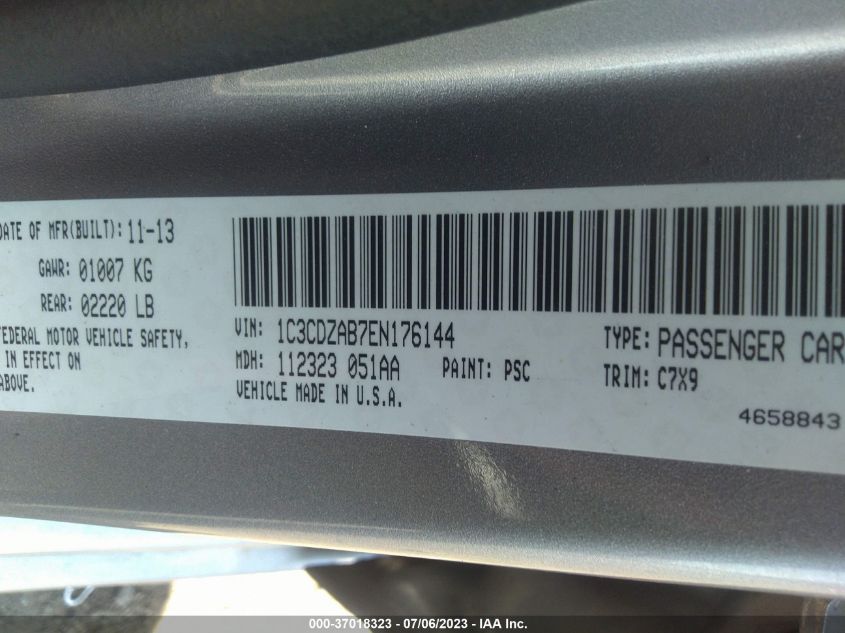 DATE OF MFR(BUILT): 11-13
GAWR: 01007 KG
REAR: 02220 LB
FEDERAL MOTOR VEHICLE SAFETY,
IN EFFECT ON
ABOVE.
VIN: 1C3CDZAB7EN176144
TYPE: PASSENGER CAR
MDH: 112323 051AA
PAINT: PSC
TRIM: C7X9
VEHICLE MADE IN U.S.A.
4658843
000-37018323 - 07/06/2023 - IAA Inc.